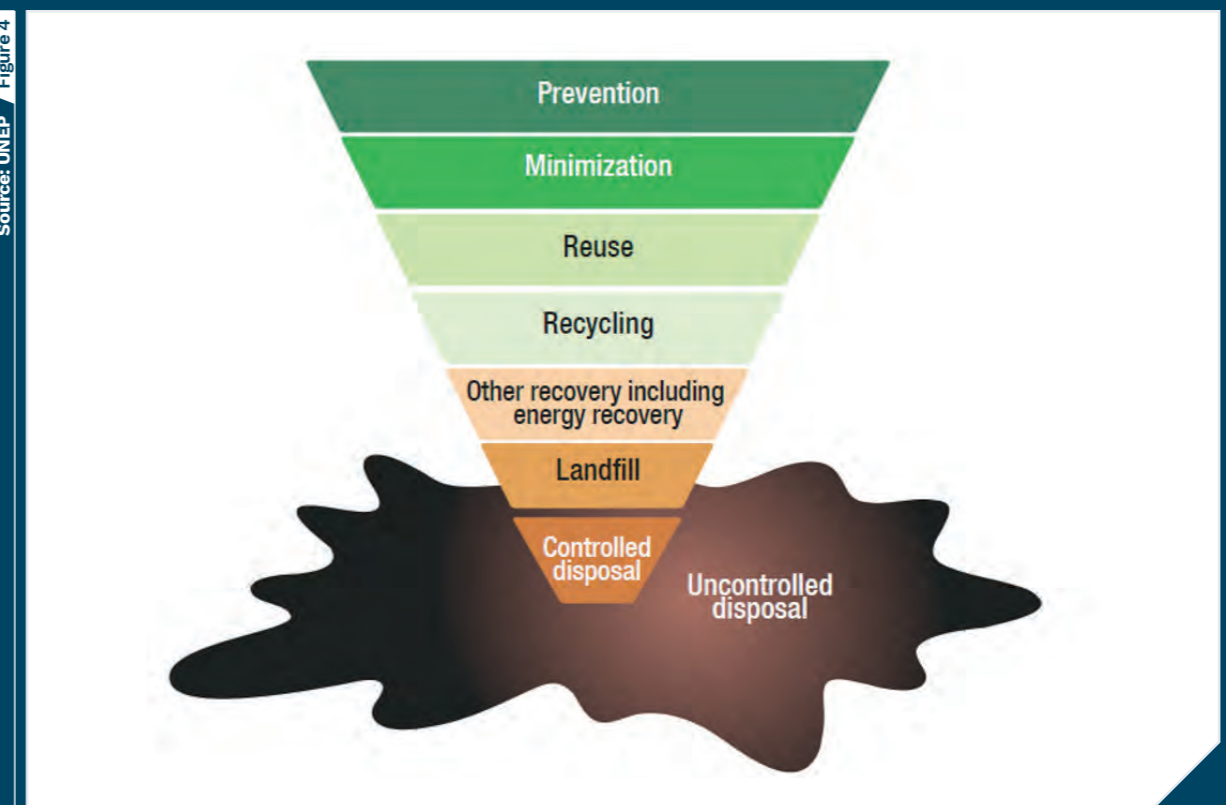 Source: UNEP / Figure 4
Prevention
Minimization
Reuse
Recycling
Other recovery including
energy recovery
Landfill
Controlled
disposal
Uncontrolled
disposal